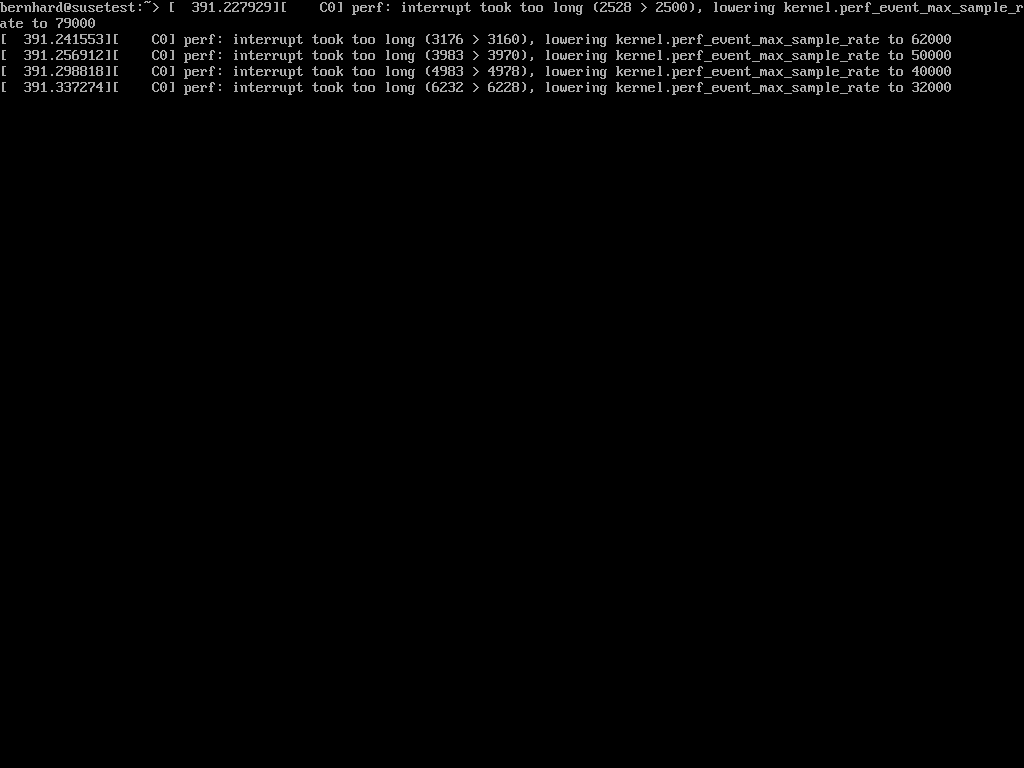 bernhard@susetest:~> [  391.227929][    C0] perf: interrupt took too long (2528 > 2500), lowering kernel.perf_event_max_sample_r
ate to 79000
[  391.241553][    C0] perf: interrupt took too long (3176 > 3160), lowering kernel.perf_event_max_sample_rate to 62000
[  391.256912][    C0] perf: interrupt took too long (3983 > 3970), lowering kernel.perf_event_max_sample_rate to 50000
[  391.298818][    C0] perf: interrupt took too long (4983 > 4978), lowering kernel.perf_event_max_sample_rate to 40000
[  391.337274][    C0] perf: interrupt took too long (6232 > 6228), lowering kernel.perf_event_max_sample_rate to 32000